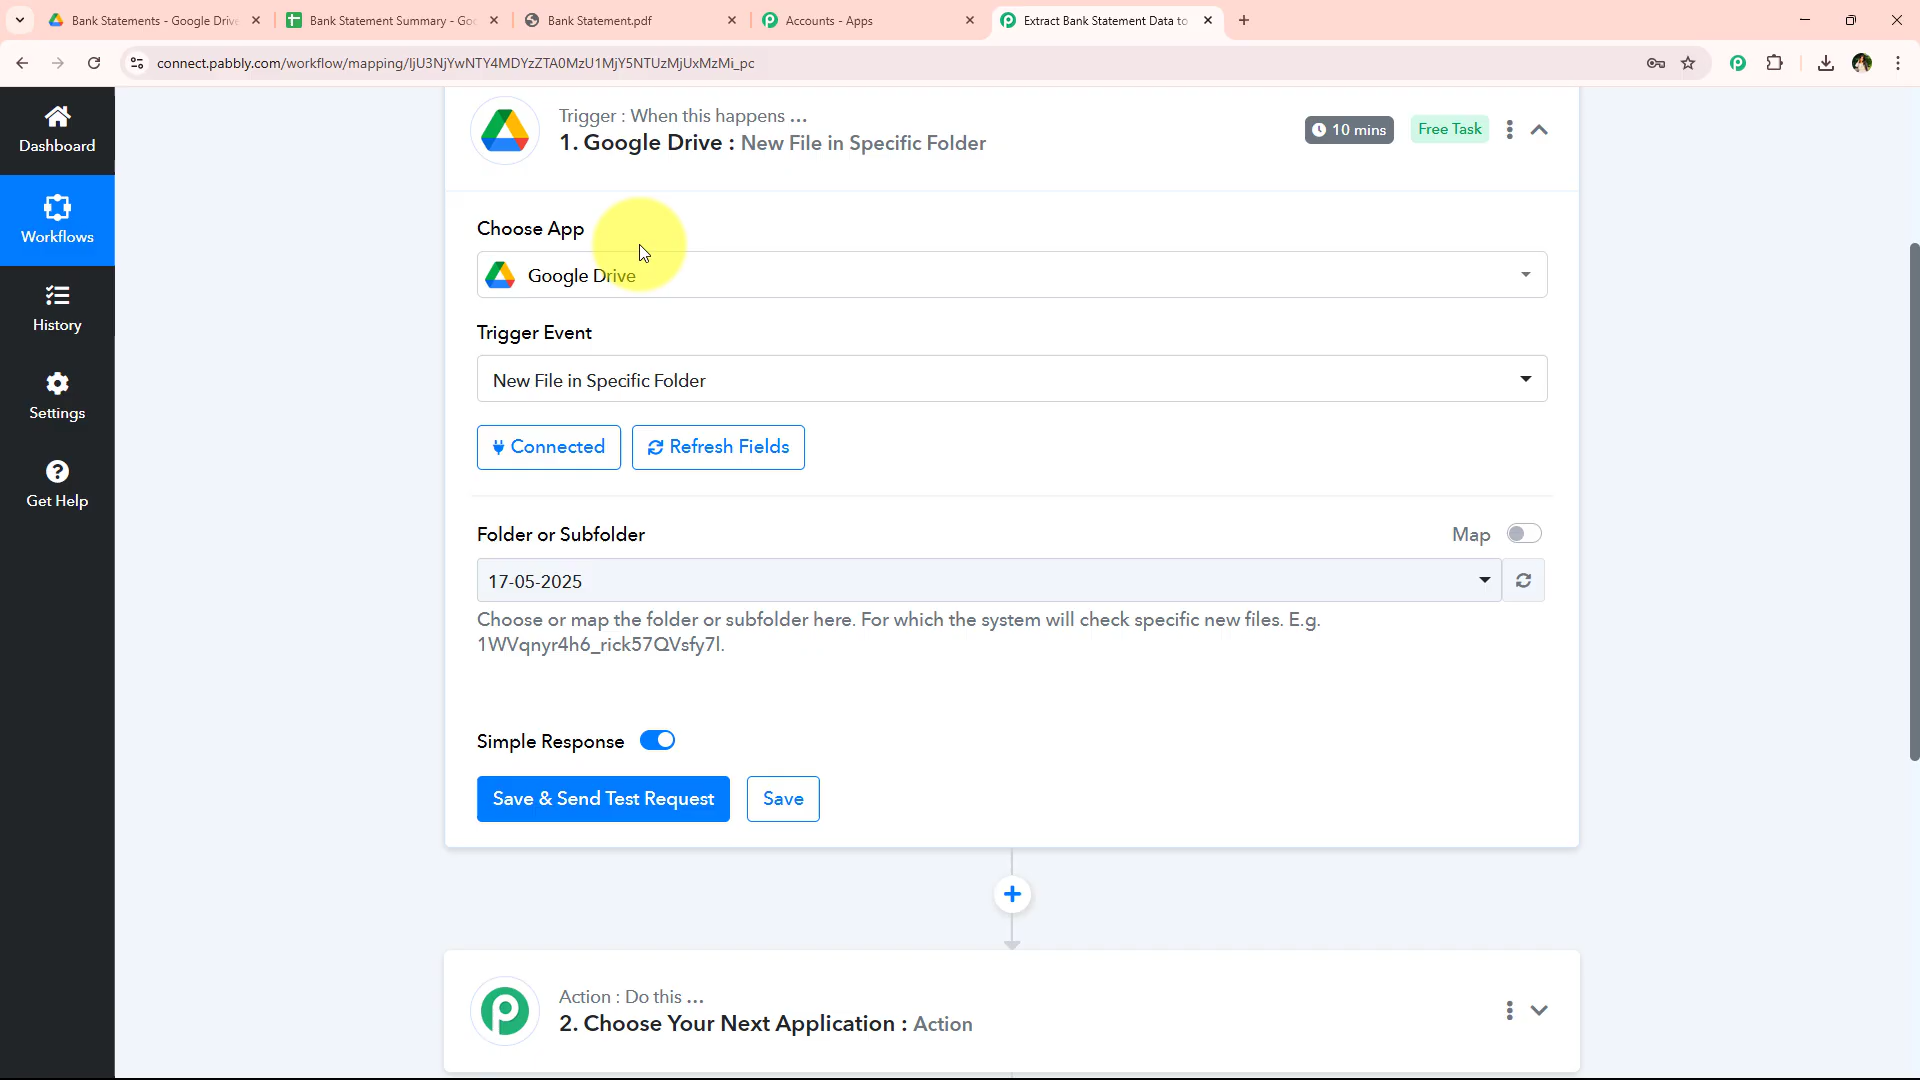 Bank Statements - Google Drive
Bank Statement Summary - Goo
Bank Statement.pdf
Accounts - Apps
Extract Bank Statement Data to
connect.pabbly.com/workflow/mapping/IjU3NjYwNTY4MDYzZTA0MzU1MjY5NTUzMjUxMzMi_pc
Dashboard
Workflows
History
Settings
Get Help
Trigger : When this happens ...
1. Google Drive : New File in Specific Folder
10 mins
Free Task
Choose App
Google Drive
Trigger Event
New File in Specific Folder
Connected
Refresh Fields
Folder or Subfolder
Map
17-05-2025
Choose or map the folder or subfolder here. For which the system will check specific new files. E.g.
1WVqnyr4h6_rick57QVsfy7l.
Simple Response
Save & Send Test Request
Save
Action : Do this ...
2. Choose Your Next Application : Action